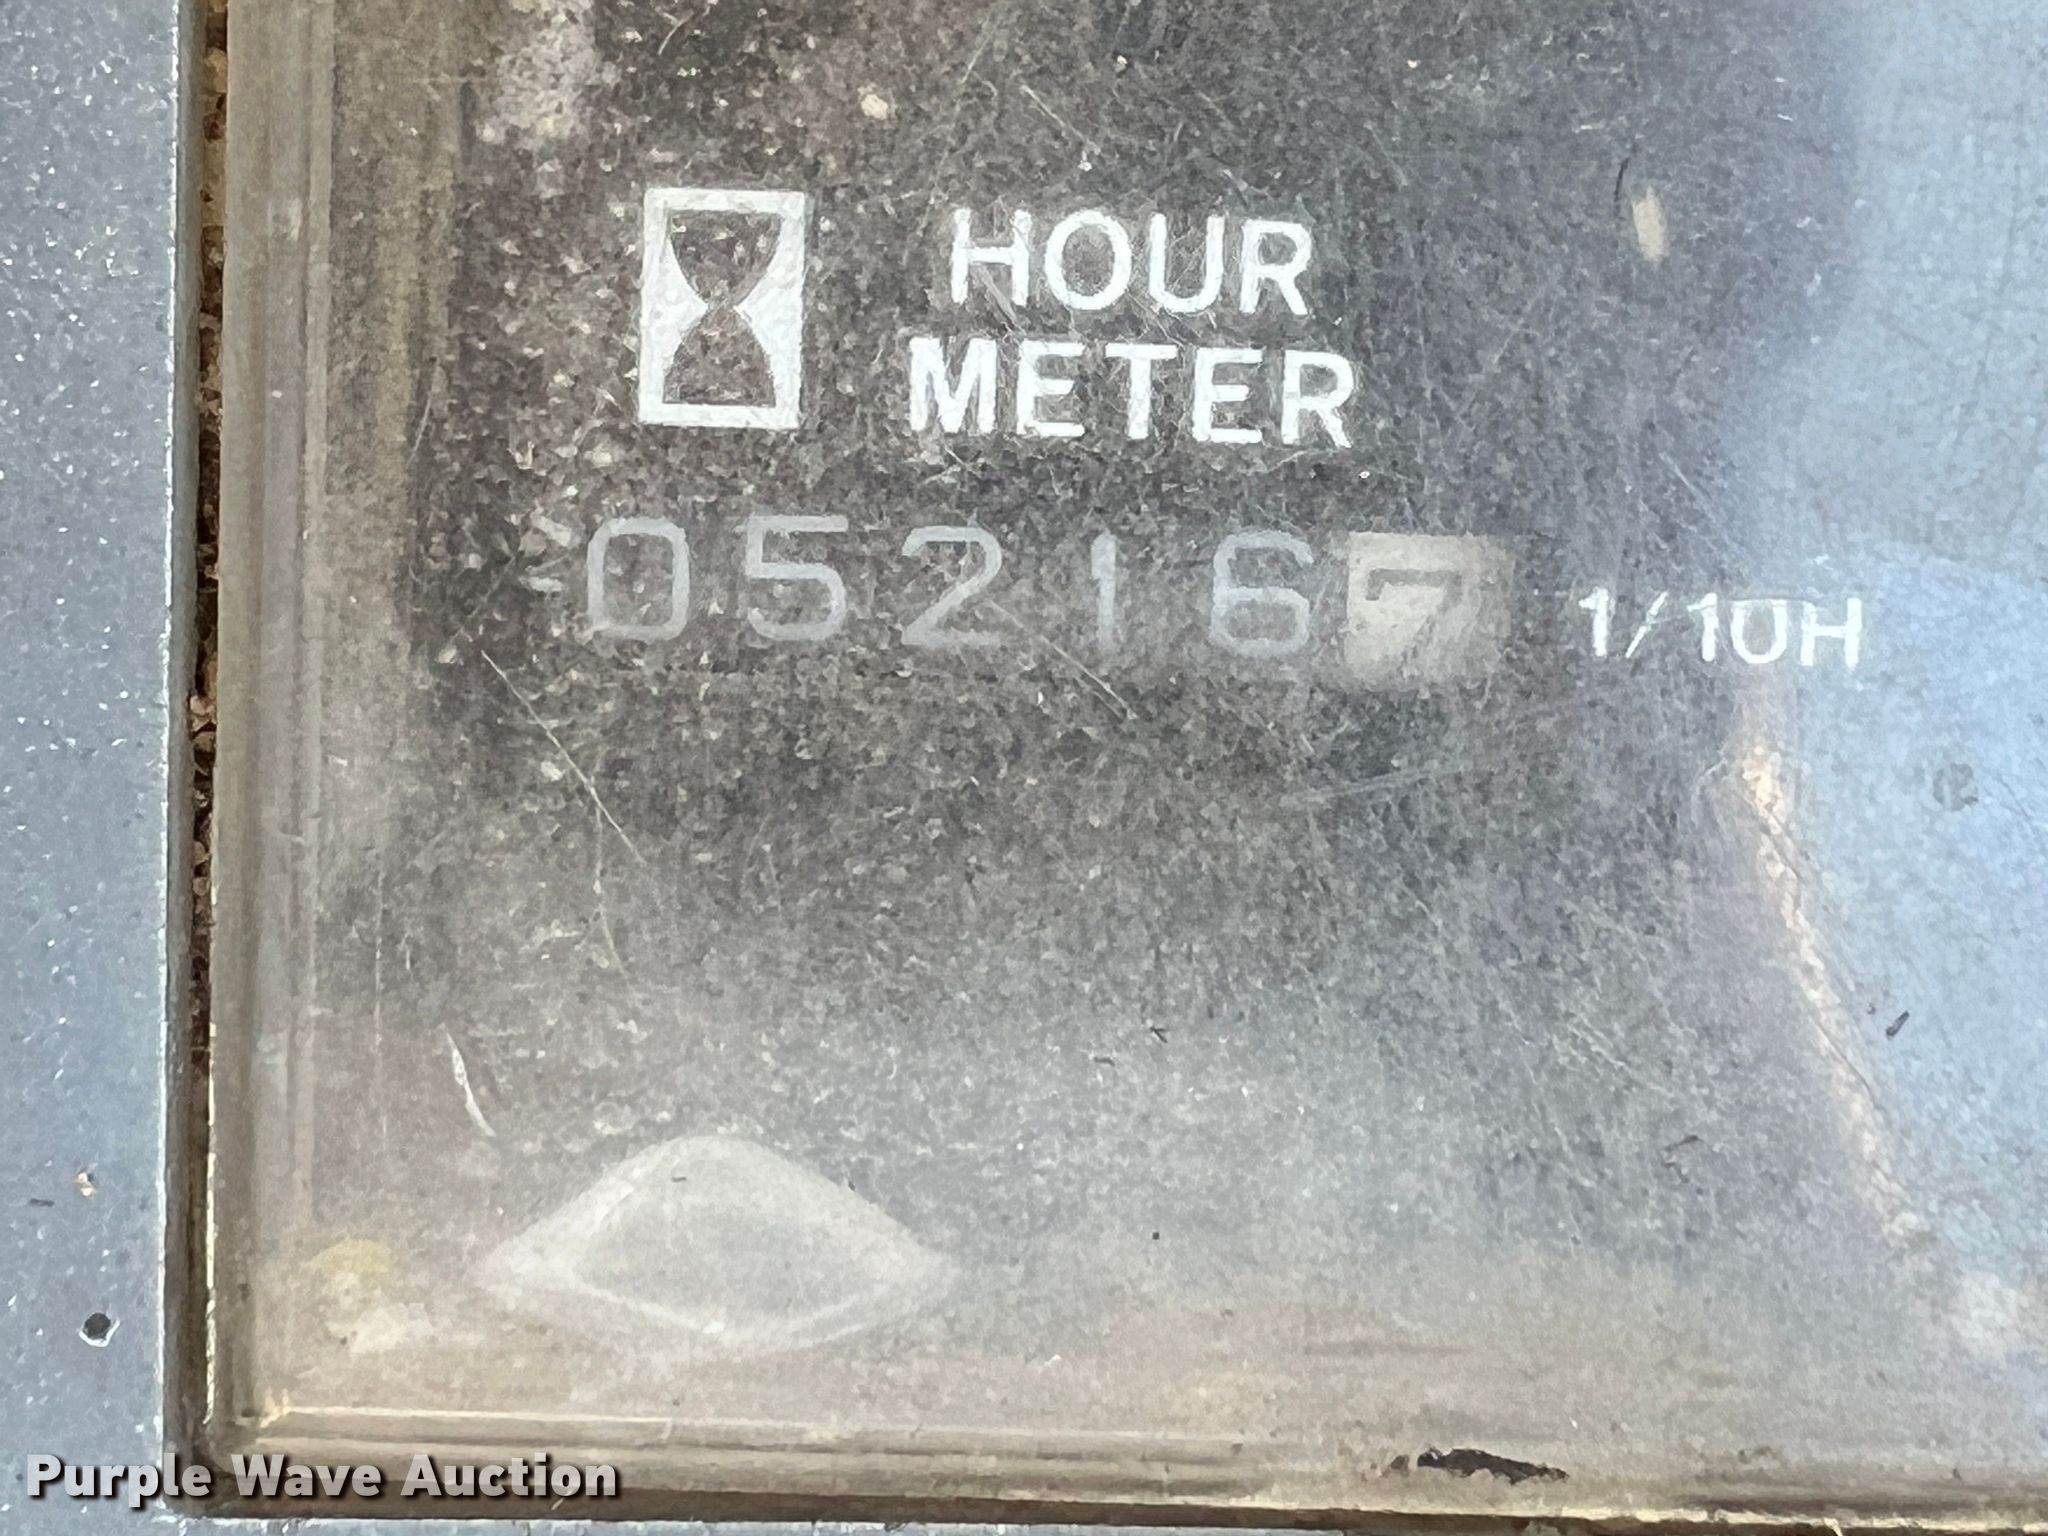 HOUR
METER
052167 1/10H
Purple Wave Auction